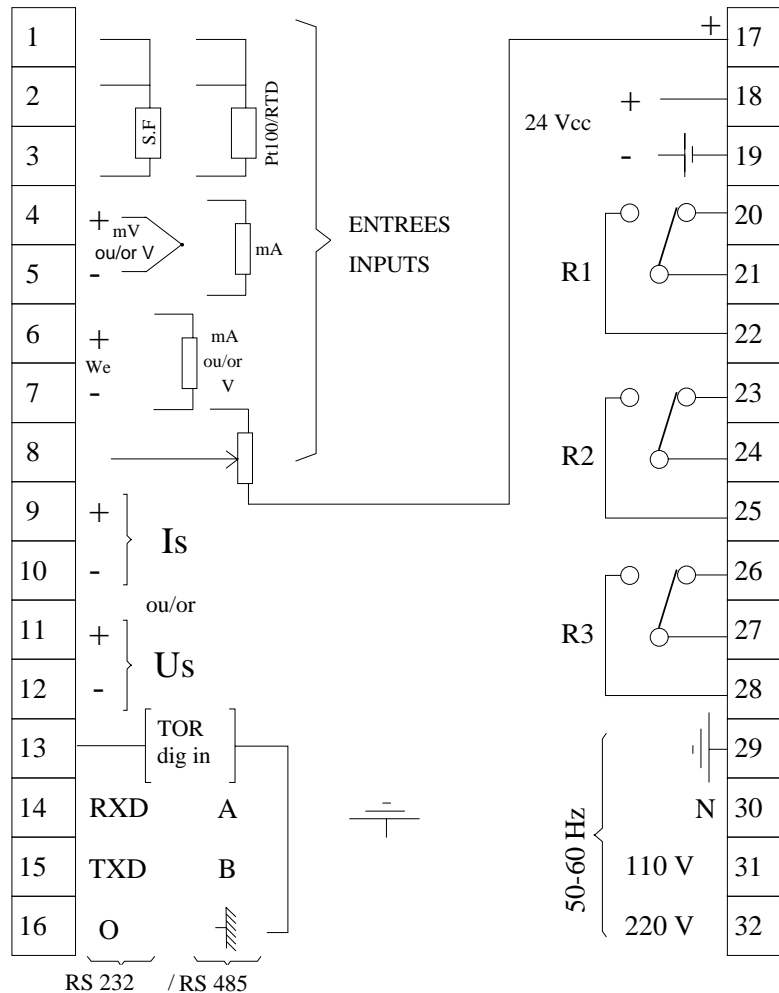 1
2
3
4
5
6
7
8
9
10
11
12
13
14
15
16
S.F
Pt100/RTD
+
mV
ou/or V
-
mA
ENTREES
INPUTS
+
We
-
mA
ou/or
V
+
-
Is
ou/or
+
-
Us
TOR
dig in
RXD A
TXD B
O
RS 232 / RS 485
+
24 Vcc
+
-
R1
R2
R3
50-60 Hz
N
110 V
220 V
17
18
19
20
21
22
23
24
25
26
27
28
29
30
31
32